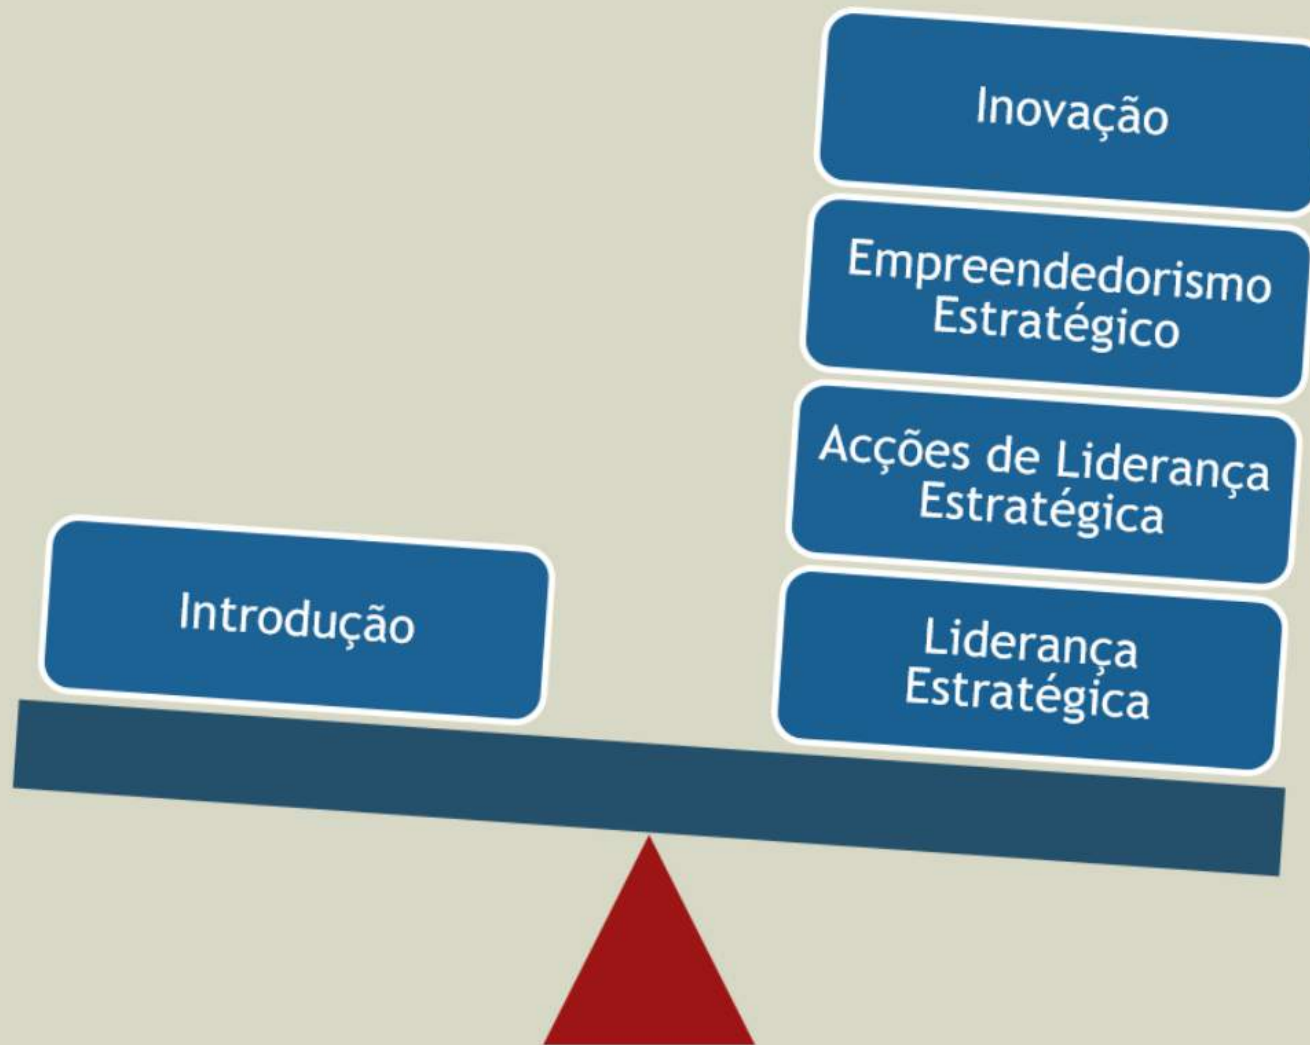 Inovação
Empreendedorismo
Estratégico
Acções de Liderança
Estratégica
Introdução
Liderança
Estratégica